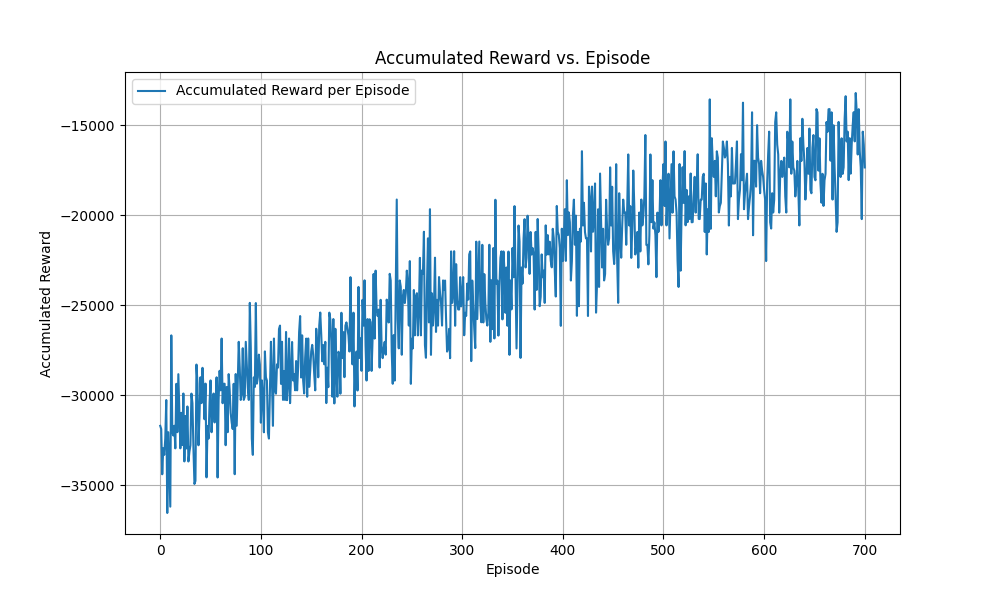 Accumulated Reward vs. Episode
Accumulated Reward per Episode
Accumulated Reward
−15000
−20000
−25000
−30000
−35000
0 100 200 300 400 500 600 700
Episode